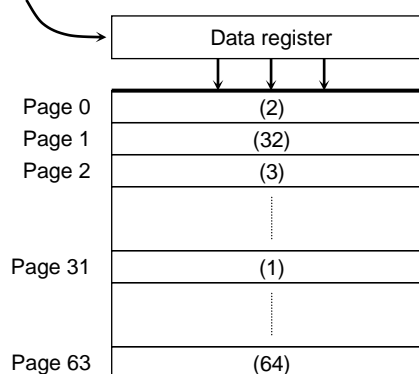 Data register
Page 0 (2)
Page 1 (32)
Page 2 (3)
Page 31 (1)
Page 63 (64)